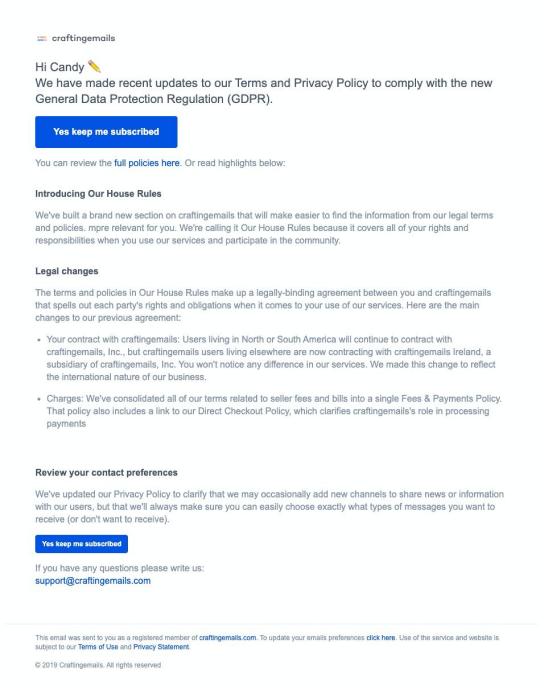 craftingemails
Hi Candy ✏️
We have made recent updates to our Terms and Privacy Policy to comply with the new
General Data Protection Regulation (GDPR).
Yes keep me subscribed
You can review the full policies here. Or read highlights below:
Introducing Our House Rules
We've built a brand new section on craftingemails that will make easier to find the information from our legal terms
and policies. mpre relevant for you. We're calling it Our House Rules because it covers all of your rights and
responsibilities when you use our services and participate in the community.
Legal changes
The terms and policies in Our House Rules make up a legally-binding agreement between you and craftingemails
that spells out each party's rights and obligations when it comes to your use of our services. Here are the main
changes to our previous agreement:
• Your contract with craftingemails: Users living in North or South America will continue to contract with
craftingemails, Inc., but craftingemails users living elsewhere are now contracting with craftingemails Ireland, a
subsidiary of craftingemails, Inc. You won't notice any difference in our services. We made this change to reflect
the international nature of our business.
• Charges: We've consolidated all of our terms related to seller fees and bills into a single Fees & Payments Policy.
That policy also includes a link to our Direct Checkout Policy, which clarifies craftingemails's role in processing
payments
Review your contact preferences
We've updated our Privacy Policy to clarify that we may occasionally add new channels to share news or information
with our users, but that we'll always make sure you can easily choose exactly what types of messages you want to
receive (or don't want to receive).
Yes keep me subscribed
If you have any questions please write us:
support@craftingemails.com
This email was sent to you as a registered member of craftingemails.com. To update your emails preferences click here. Use of the service and website is
subject to our Terms of Use and Privacy Statement.
© 2019 Craftingemails. All rights reserved